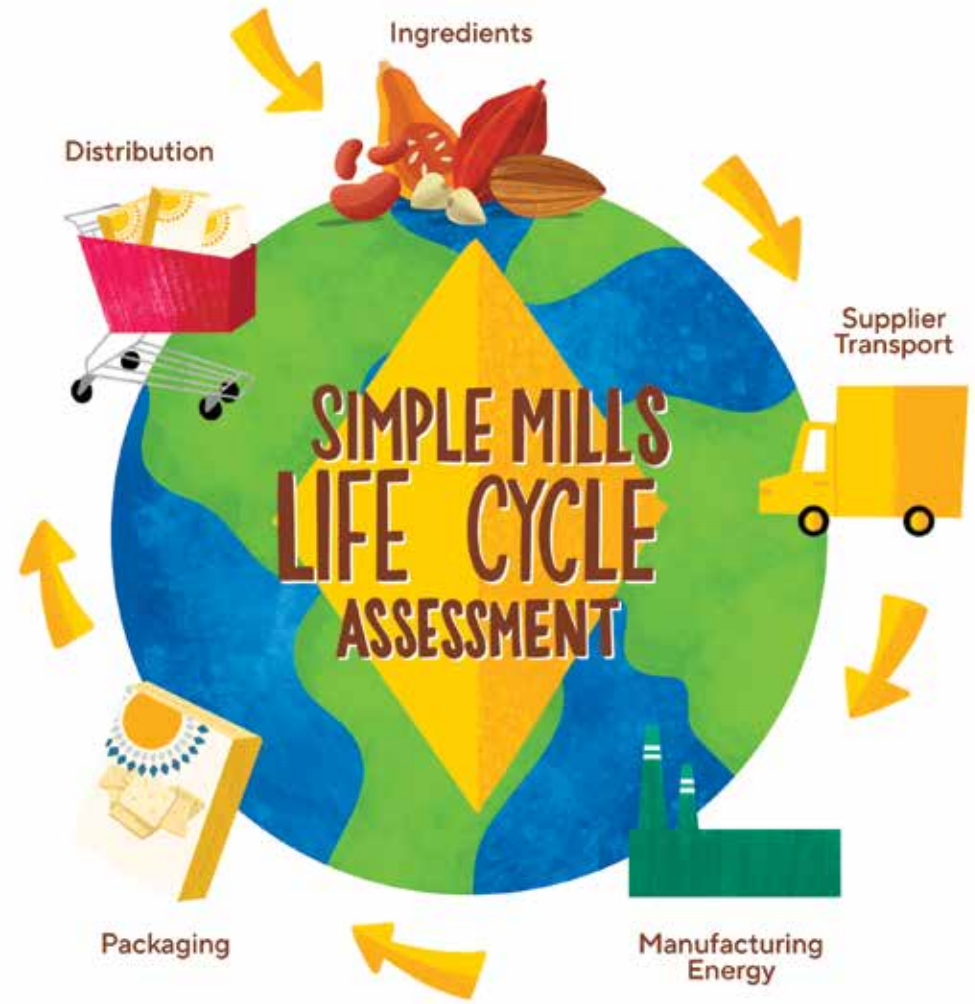 Ingredients
Distribution
Supplier
Transport
SIMPLE MILLS
LIFE CYCLE
ASSESSMENT
Packaging
Manufacturing
Energy